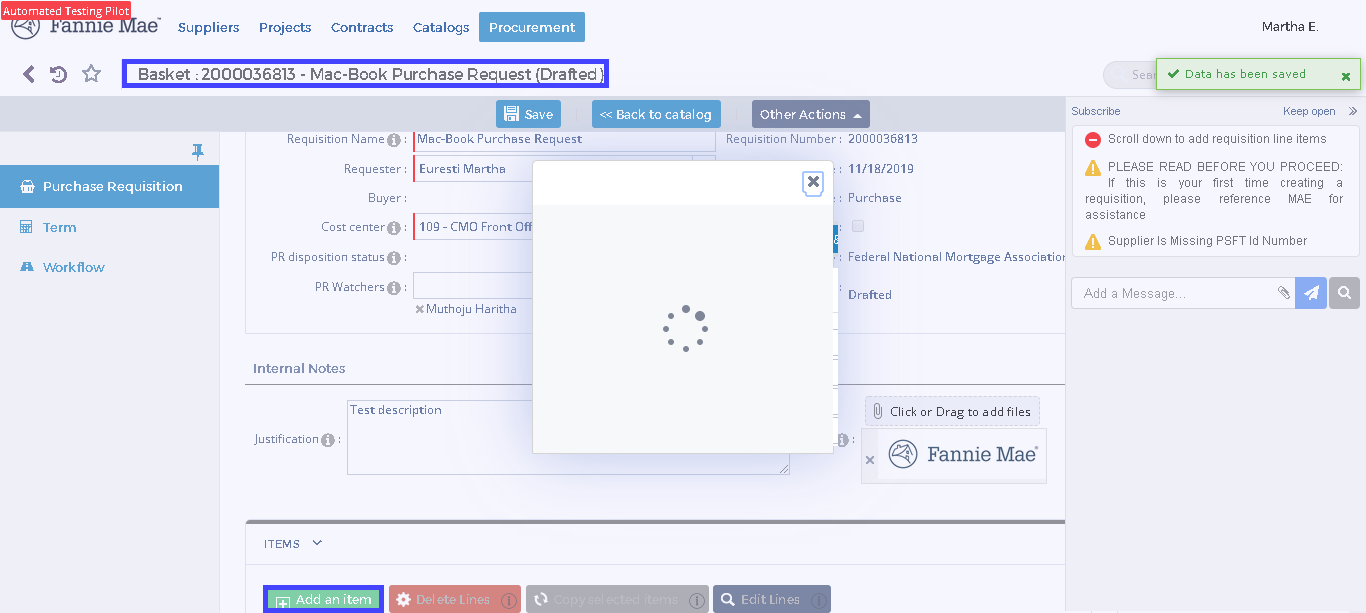 Automated Testing Pilot
Fannie Mae
Suppliers Projects Contracts Catalogs Procurement
Martha E.
Basket : 2000036813 - Mac-Book Purchase Request (Drafted)
Data has been saved
Save
<< Back to catalog
Other Actions
Subscribe
Keep open
Purchase Requisition
Term
Workflow
Requisition Name : Mac-Book Purchase Request
Requisition Number : 2000036813
Requester : Euresti Martha
: 11/18/2019
Buyer :
: Purchase
Cost center : 109 - CMO Front Off
PR disposition status :
: Federal National Mortgage Association
PR Watchers :
: Drafted
Muthoju Haritha
Internal Notes
Justification :
Test description
Click or Drag to add files
Fannie Mae
ITEMS
Add an item
Delete Lines
Copy selected items
Edit Lines
Scroll down to add requisition line items
PLEASE READ BEFORE YOU PROCEED:
If this is your first time creating a
requisition, please reference MAE for
assistance
Supplier Is Missing PSFT Id Number
Add a Message...